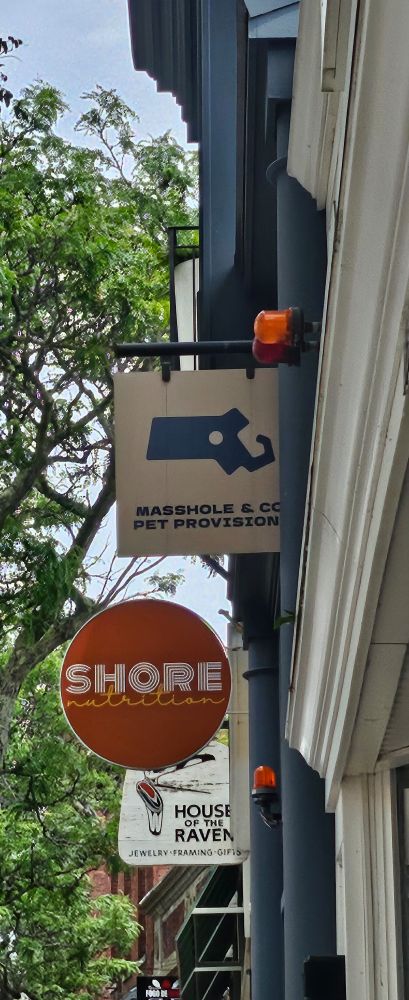 MASSHOLE & CO
PET PROVISION
SHORE
nutrition
HOUSE
OF THE
RAVEN
JEWELRY·FRAMING·GIFTS